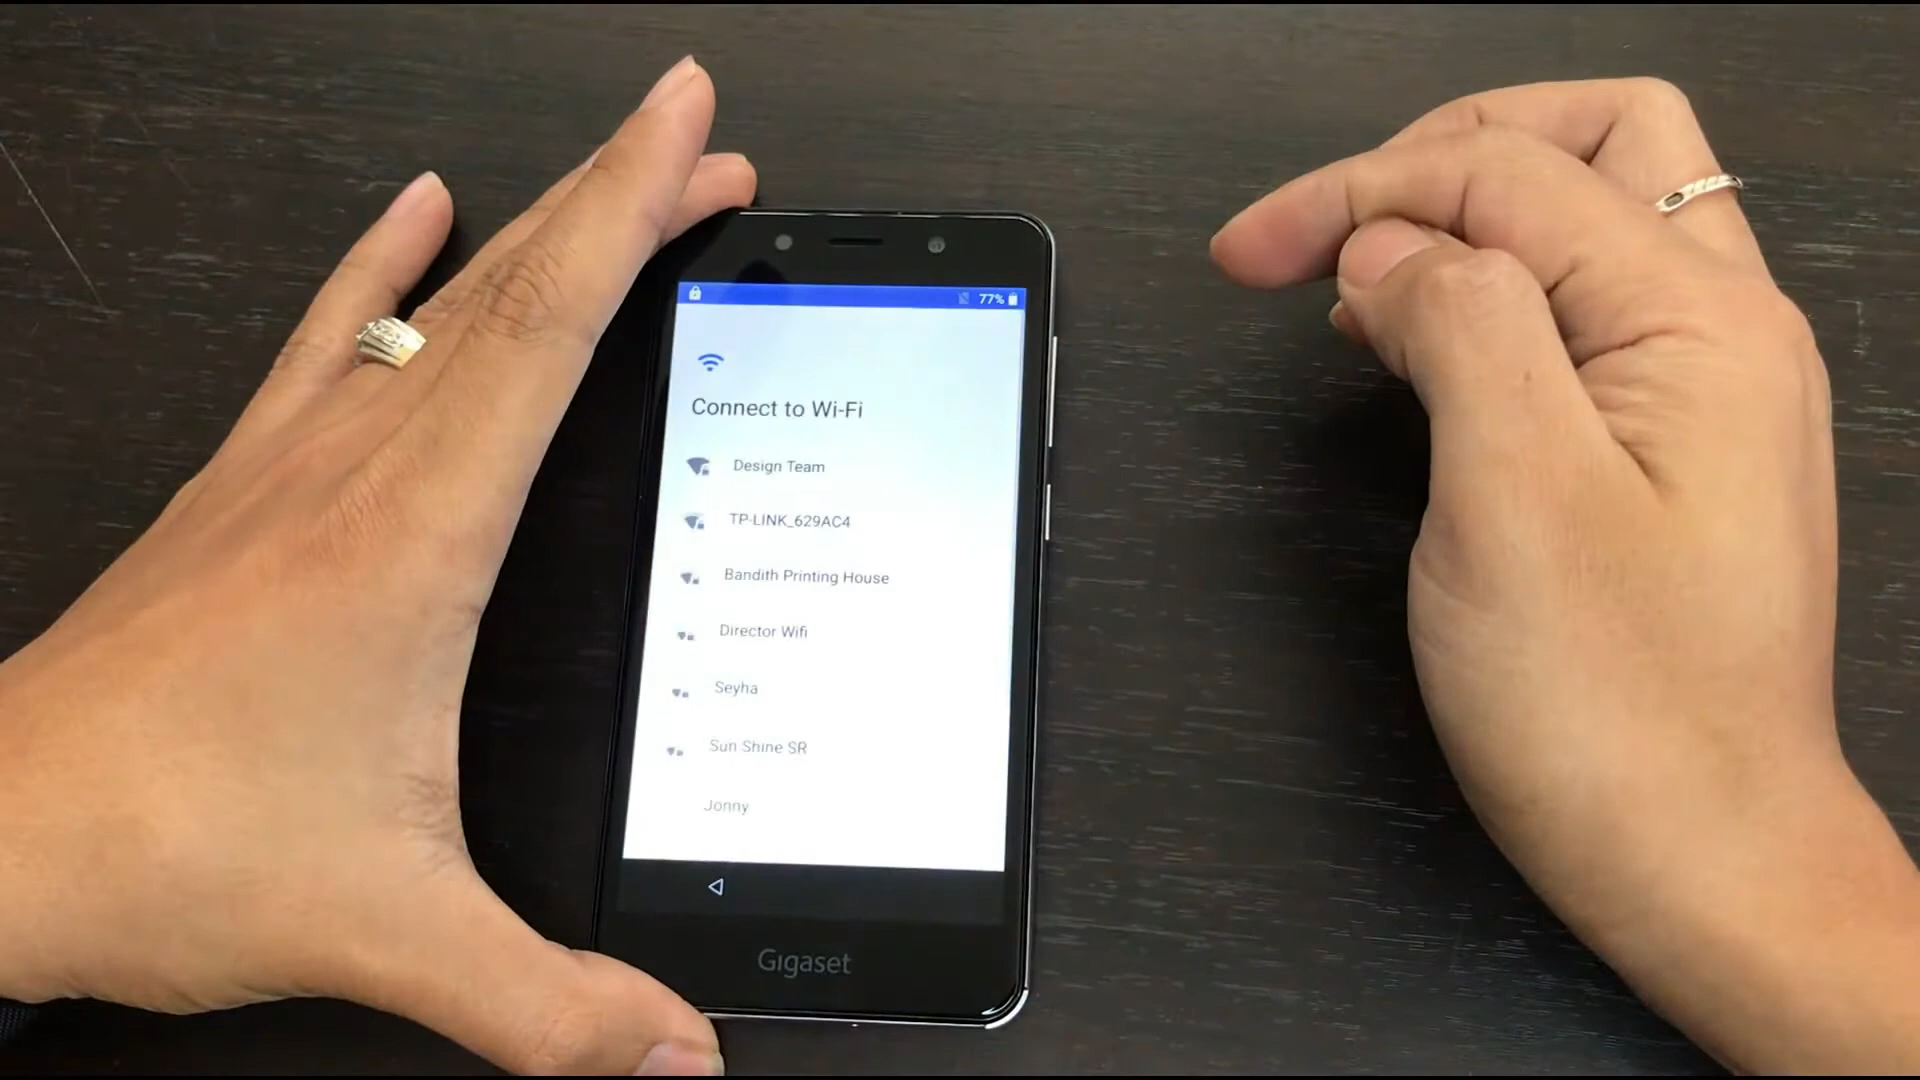 77%
Connect to Wi-Fi
Design Team
TP-LINK_629AC4
Bandith Printing House
Director Wifi
Seyha
Sun Shine SR
Jonny
Gigaset